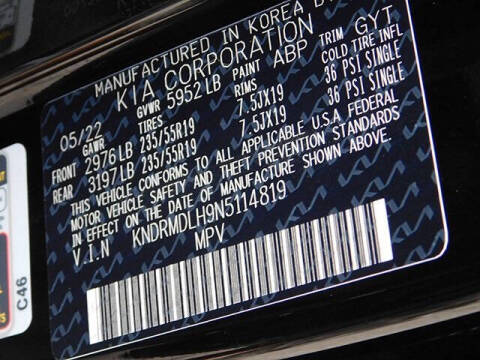 MANUFACTURED IN KOREA
KIA CORPORATION
05/22 GVWR 5952 LB PAINT ABP TRIM GYT
GAWR TIRES RIMS COLD TIRE INFL
FRONT 2976 LB 235/55R19 7.5JX19 36 PSI SINGLE
REAR 3197 LB 235/55R19 7.5JX19 36 PSI SINGLE
THIS VEHICLE CONFORMS TO ALL APPLICABLE U.S.A FEDERAL
MOTOR VEHICLE SAFETY AND THEFT PREVENTION STANDARDS
IN EFFECT ON THE DATE OF MANUFACTURE SHOWN ABOVE.
V.I.N KNDRMDLH9N5114819
MPV
C46